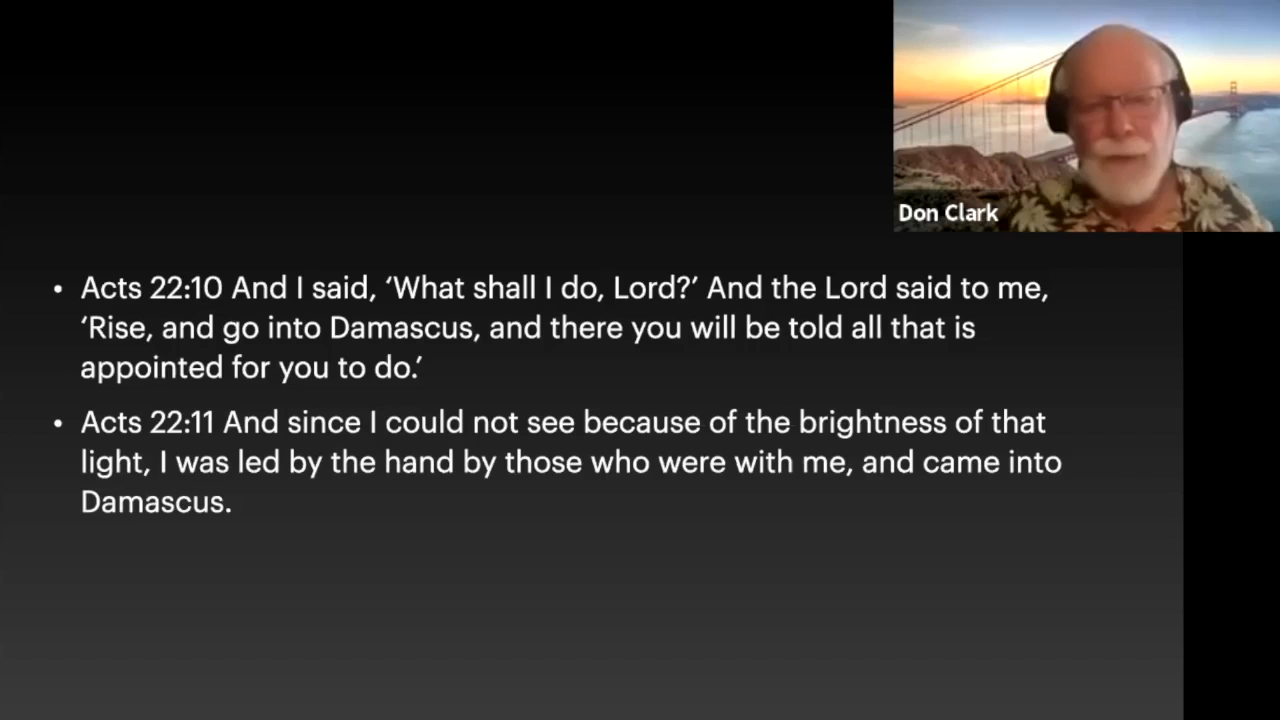 Don Clark
• Acts 22:10 And I said, ‘What shall I do, Lord?’ And the Lord said to me,
‘Rise, and go into Damascus, and there you will be told all that is
appointed for you to do.’
• Acts 22:11 And since I could not see because of the brightness of that
light, I was led by the hand by those who were with me, and came into
Damascus.